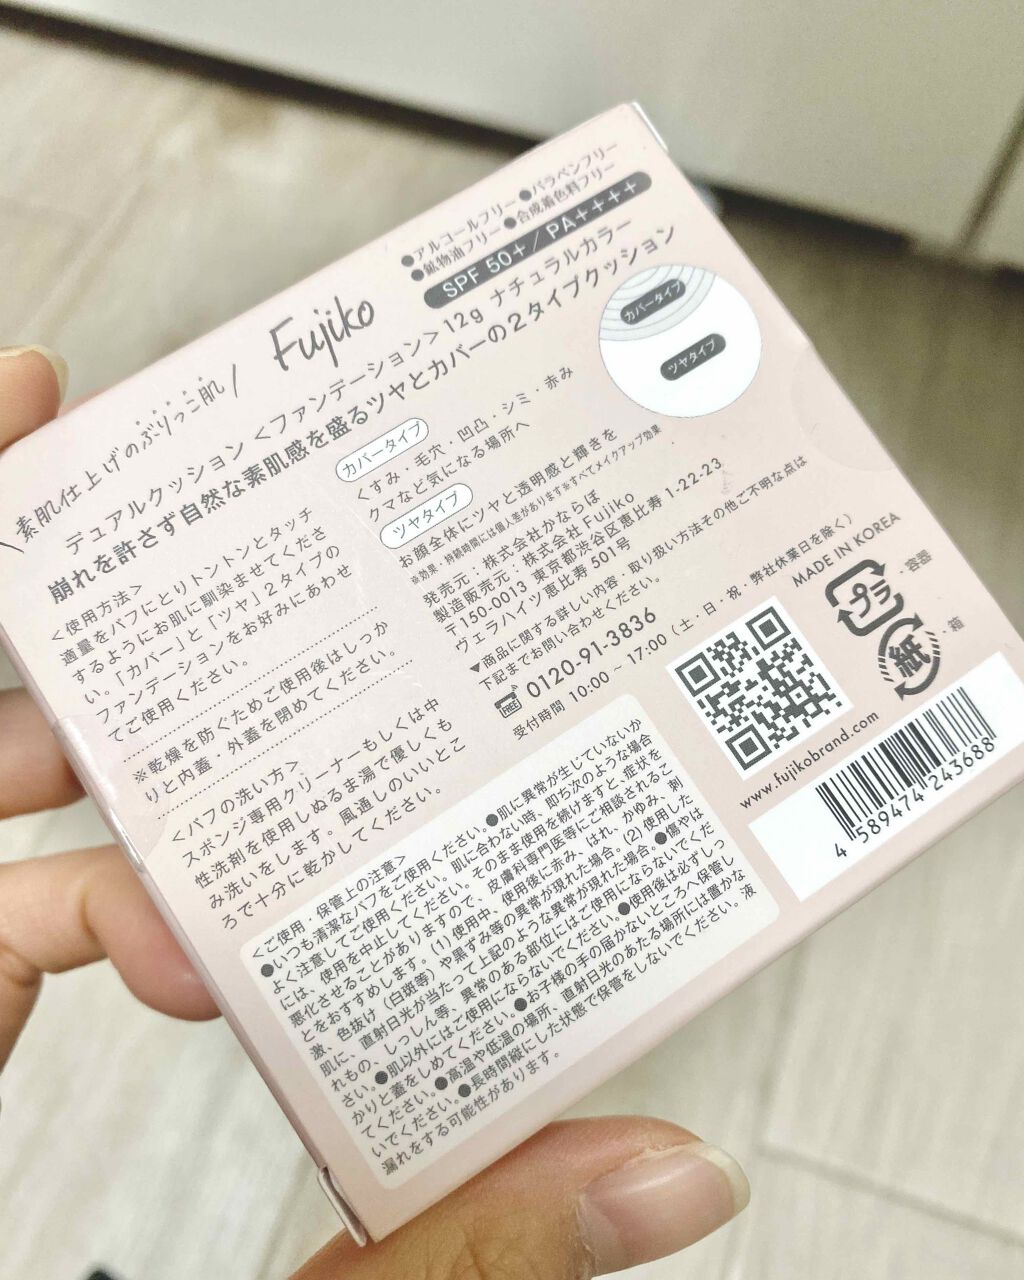 素肌仕上げのぶりっこ肌/
Fujiko
●アルコールフリー●パラベンフリー
●鉱物油フリー●合成着色料フリー
SPF 50+ / PA++++
デュアルクッション<ファンデーション> 12g ナチュラルカラー
崩れを許さず自然な素肌感を盛るツヤとカバーの2タイプクッション
カバータイプ
ツヤタイプ
<使用方法>
適量をパフにとりトントンとタッチ
するようにお肌に馴染ませてくださ
い。「カバー」と「ツヤ」2タイプの
ファンデーションをお好みにあわせ
てご使用ください。
※乾燥を防ぐためご使用後はしっか
りと内蓋、外蓋を閉めてください。
<パフの洗い方>
スポンジ専用クリーナーもしくは中
性洗剤を使用しぬるま湯で優しくも
み洗いをします。風通しのいいとこ
ろで十分に乾かしてください。
カバータイプ
くすみ・毛穴・凹凸・シミ・赤み
クマなど気になる場所へ
ツヤタイプ
お顔全体にツヤと透明感と輝きを
※効果・持続時間には個人差があります※すべてメイクアップ効果
発売元：株式会社かならぼ
製造販売元：株式会社 Fujiko
〒150-0013 東京都渋谷区恵比寿 1-22-23
ヴェラハイツ恵比寿 501号
▼商品に関する詳しい内容・取り扱い方法その他ご不明な点は
下記までお問い合わせください。
FREE 0120-91-3836
受付時間 10:00 ~ 17:00 (土・日・祝・弊社休業日を除く)
MADE IN KOREA
プラ ・容器
紙 ・箱
www.fujikobrand.com
4 589474 243688
<ご使用・保管上の注意>
●いつも清潔なパフをご使用ください。●肌に異常が生じていないか
よく注意してご使用ください。肌に合わない時、即ち次のような場合
には、使用を中止してください。そのまま使用を続けますと、症状を
悪化させることがありますので、皮膚科専門医等にご相談されるこ
とをおすすめします。(1)使用中、使用後に赤み、はれ、かゆみ、刺
激、色抜け（白斑等）や黒ずみ等の異常が現れた場合。(2)使用した
肌に、直射日光が当たって上記のような異常が現れた場合。●傷やは
れもの、しっしん等、異常のある部位にはご使用にならないでくだ
さい。●肌以外にはご使用にならないでください。●使用後は必ずしっ
かりと蓋をしめてください。●お子様の手の届かないところへ保管し
てください。●高温や低温の場所、直射日光のあたる場所には置かな
いでください。●長時間縦にした状態で保管をしないでください。液
漏れをする可能性があります。